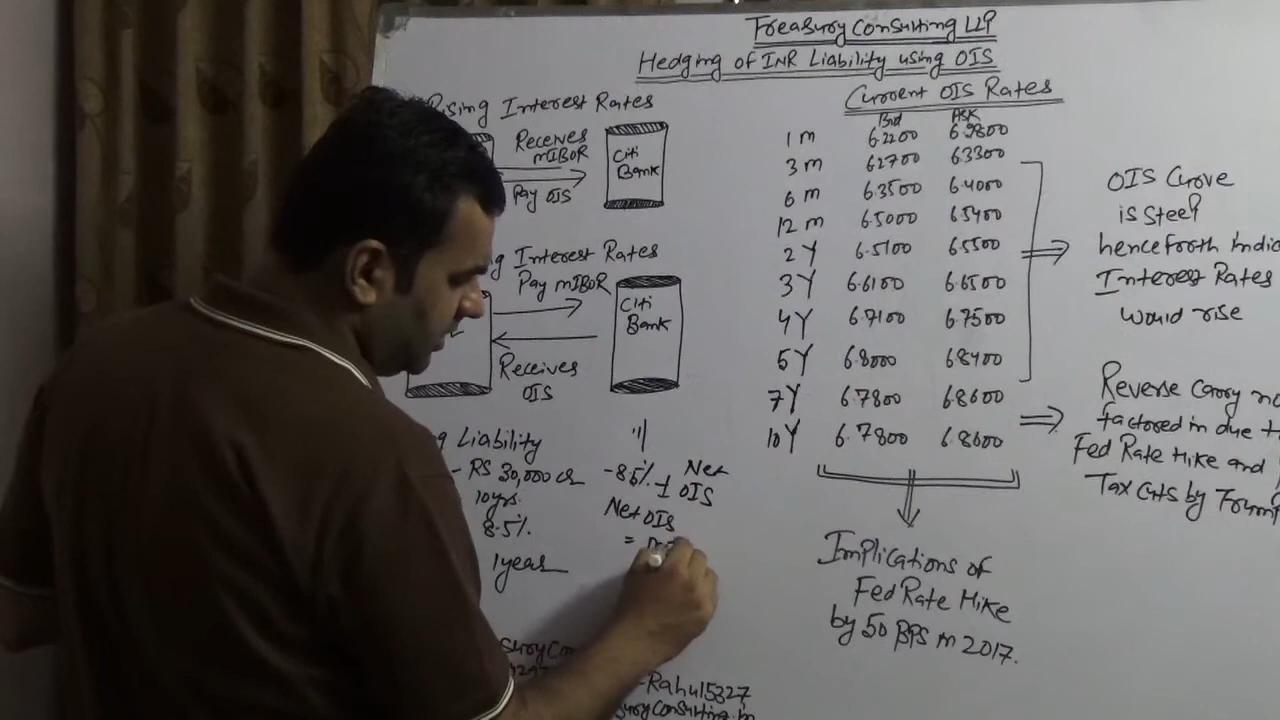 Treasury Consulting LLP
Hedging of INR Liability using OIS
Rising Interest Rates
Receives
MIBOR
Pay OIS
Citi
Bank
Interest Rates
Pay MIBOR
Citi
Bank
Receives
OIS
Liability
- RS 30,000 cr
10yrs.
8.5%.
1 year
-8.5% ± Net
OIS
Net OIS
=
Current OIS Rates
Bid Ask
1 m 6.2200 6.2800
3 m 6.2700 6.3300
6 m 6.3500 6.4000
12 m 6.5000 6.5400
2 Y 6.5100 6.5500
3 Y 6.6100 6.6500
4 Y 6.7100 6.7500
5 Y 6.8000 6.8400
7 Y 6.7800 6.8600
10 Y 6.7800 6.8600
Implications of
Fed Rate Hike
by 50 BPS in 2017.
OIS Curve
is Steep
henceforth Indic
Interest Rates
would rise
Reverse Carry no
factored in due t
Fed Rate Hike and
Tax Cuts by Trump
Rahul5327